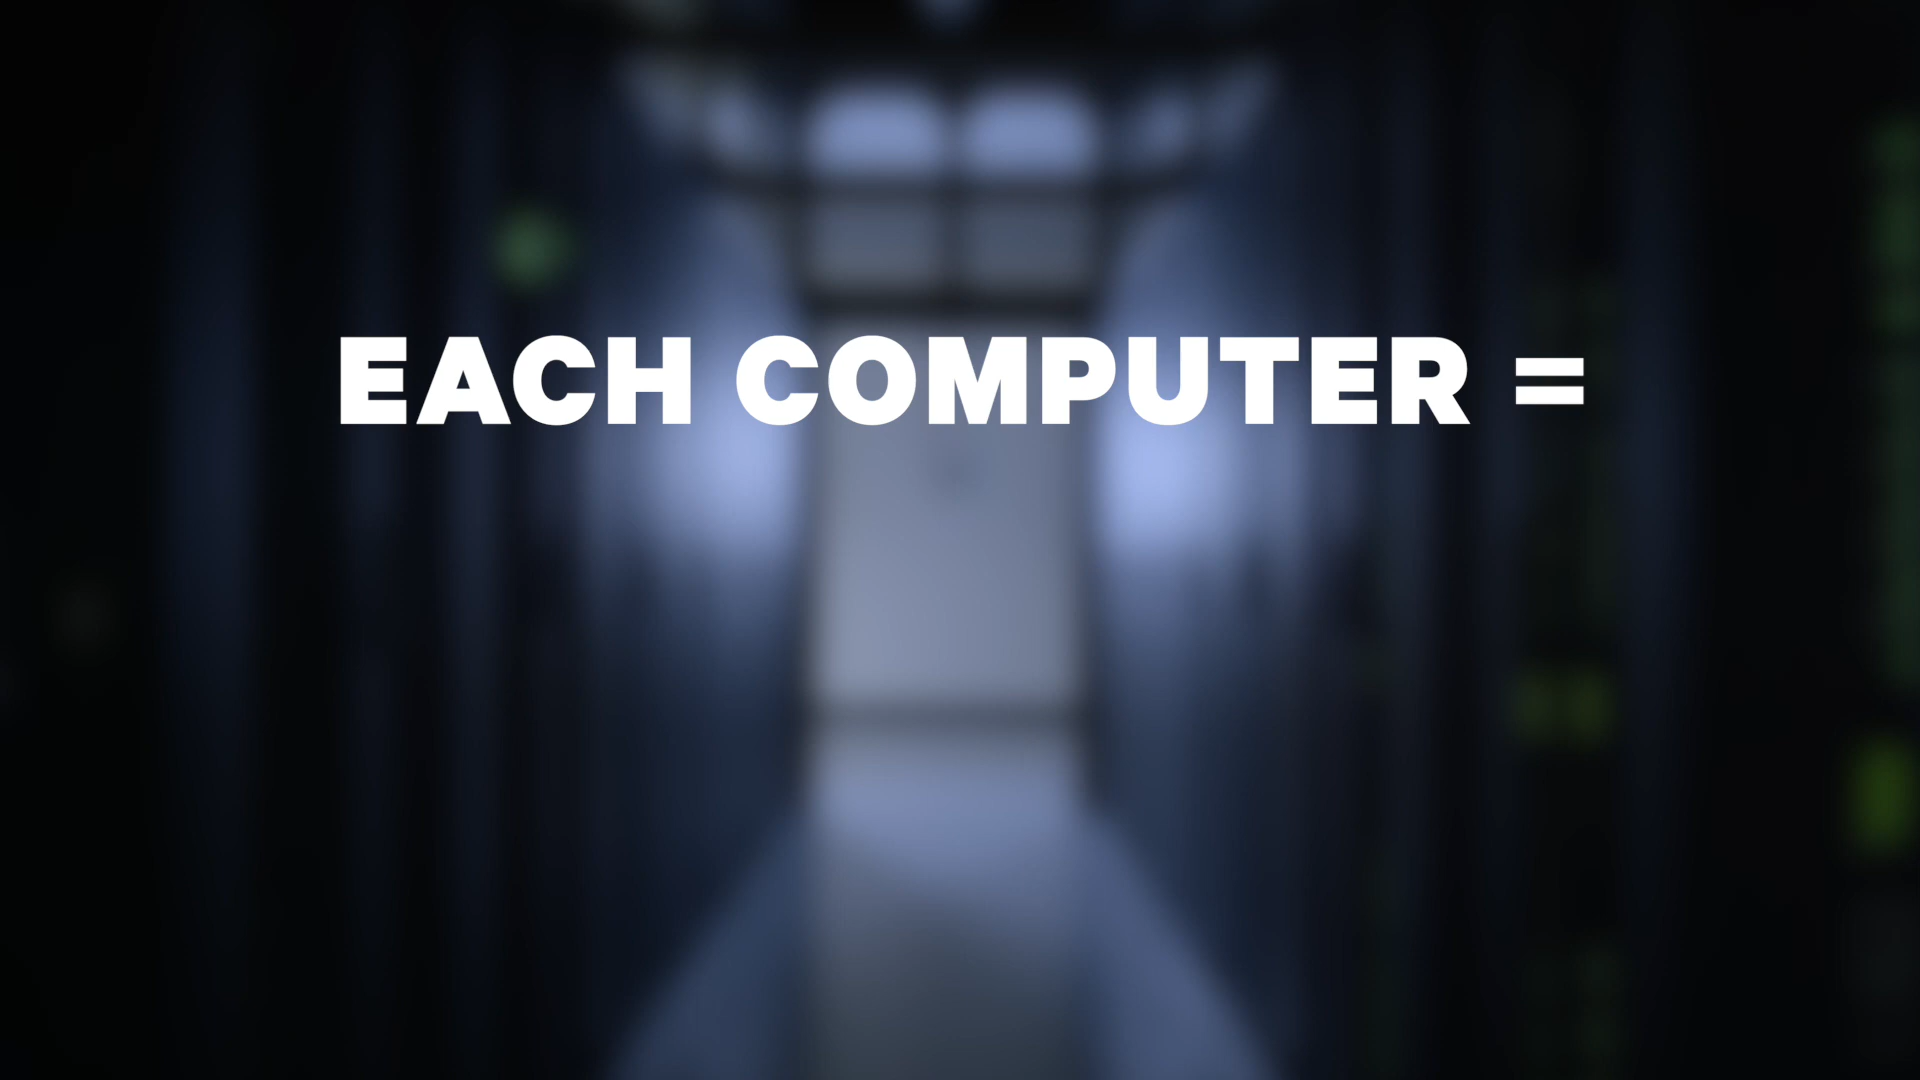 EACH COMPUTER =